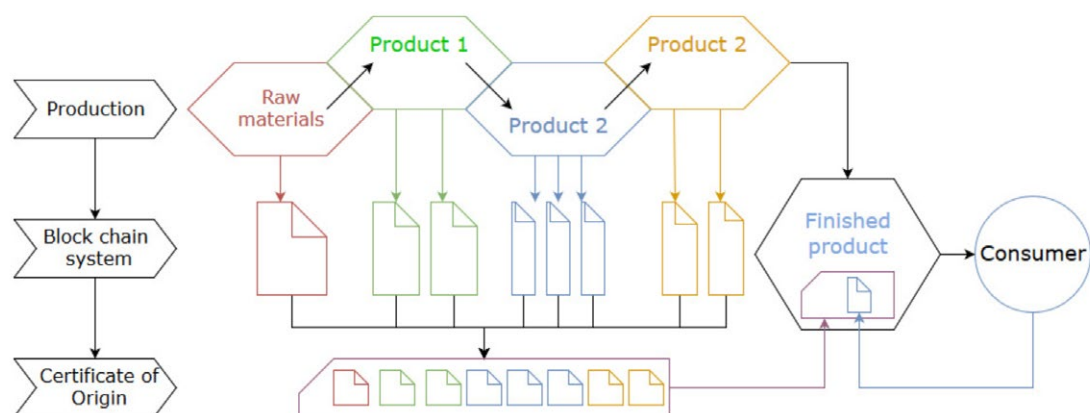 Production
Block chain
system
Certificate of
Origin
Raw
materials
Product 1
Product 2
Product 2
Finished
product
Consumer